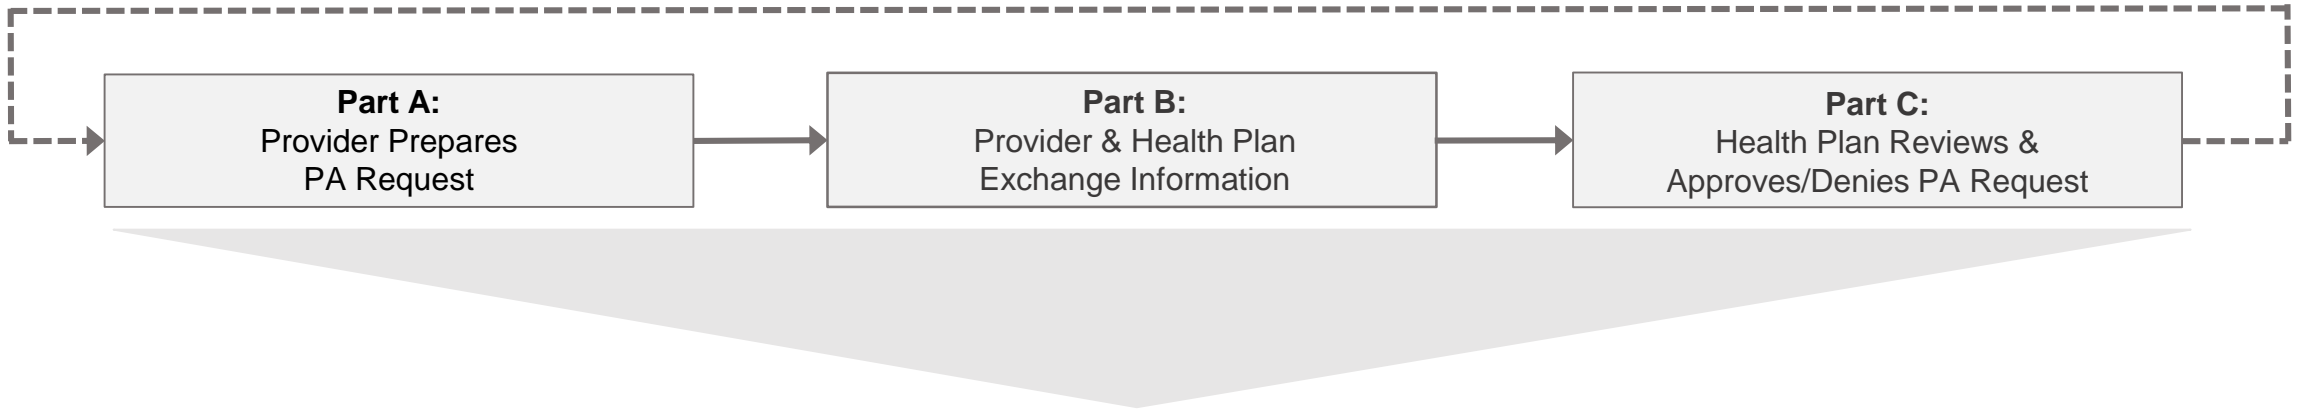 Part A:
Provider Prepares
PA Request
Part B:
Provider & Health Plan
Exchange Information
Part C:
Health Plan Reviews &
Approves/Denies PA Request